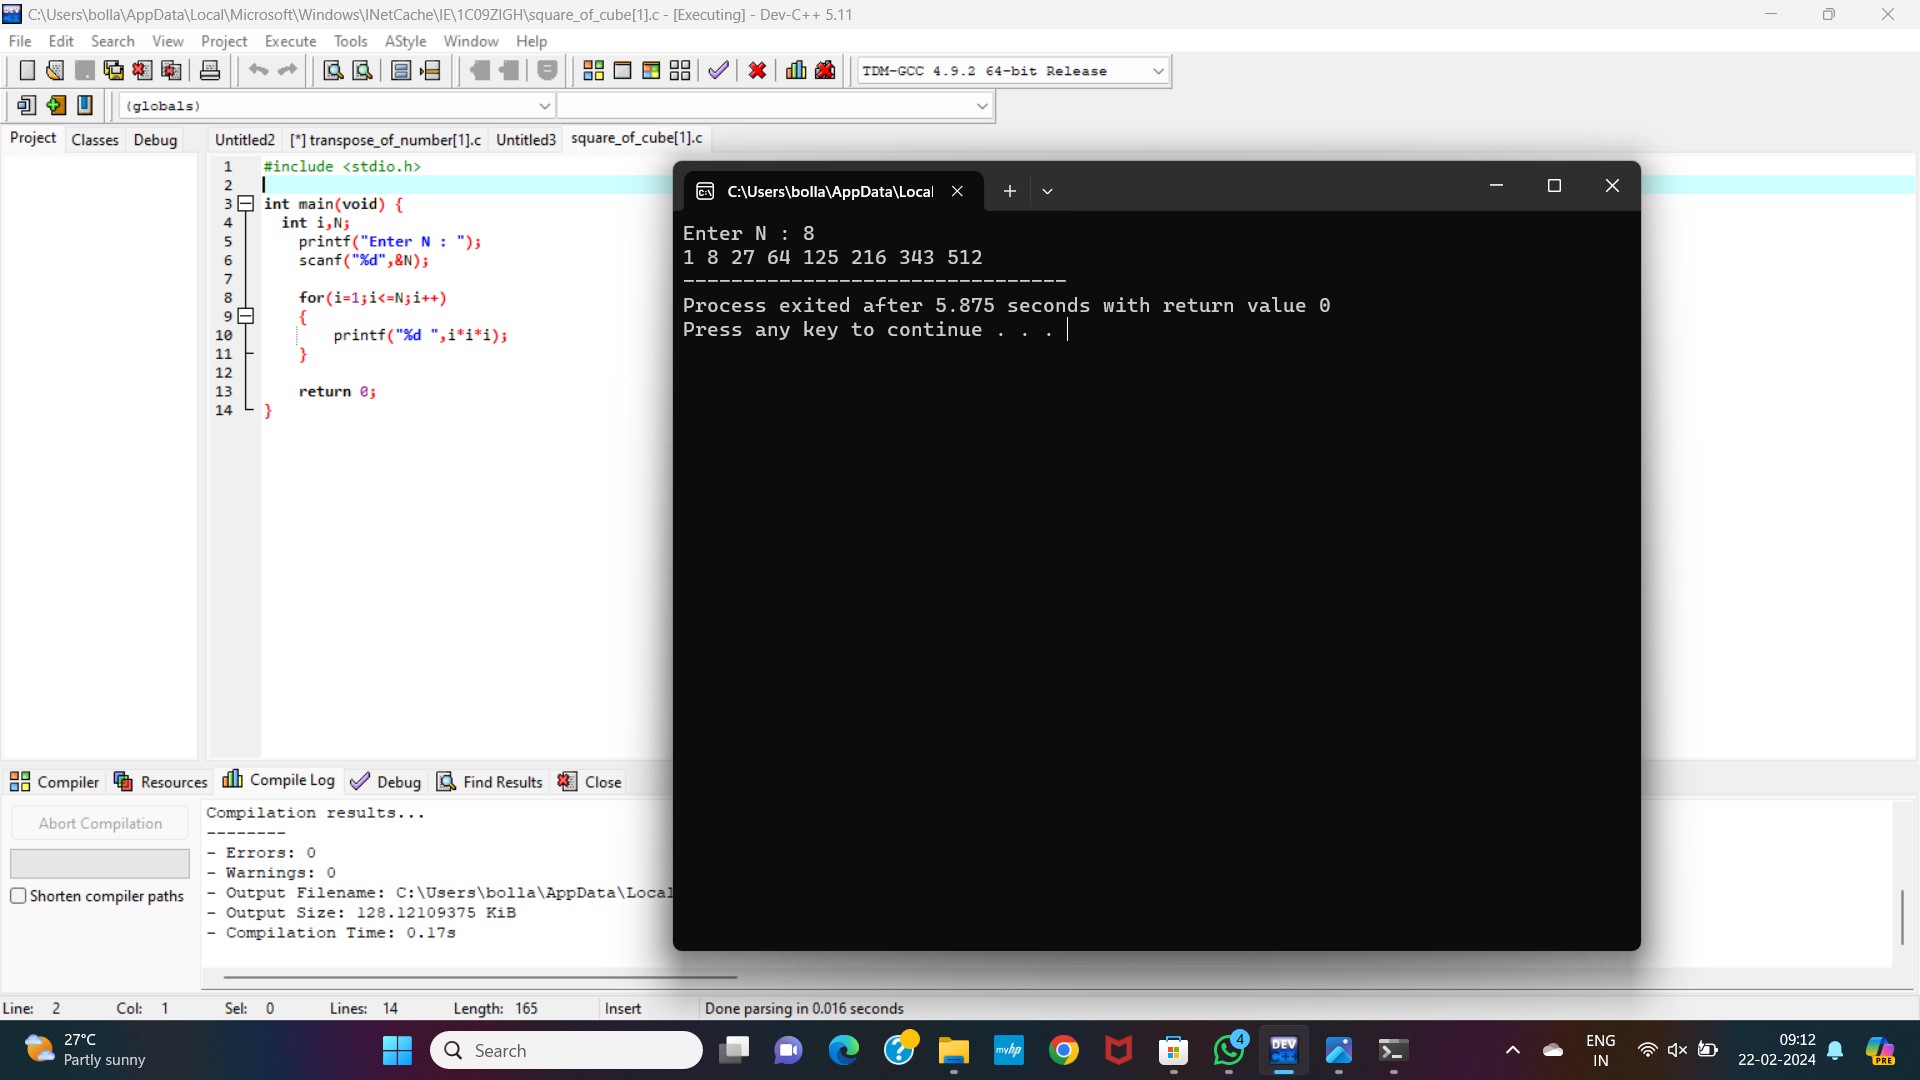 C:\Users\bolla\AppData\Local\Microsoft\Windows\INetCache\IE\1C09ZIGH\square_of_cube[1].c - [Executing] - Dev-C++ 5.11
File Edit Search View Project Execute Tools AStyle Window Help
TDM-GCC 4.9.2 64-bit Release
(globals)
Project Classes Debug Untitled2 [*] transpose_of_number[1].c Untitled3 square_of_cube[1].c
1 #include <stdio.h>
2
3 int main(void) {
4 int i,N;
5 printf("Enter N : ");
6 scanf("%d",&N);
7
8 for(i=1;i<=N;i++)
9 {
10 printf("%d ",i*i*i);
11 }
12
13 return 0;
14 }
C:\Users\bolla\AppData\Local
Enter N : 8
1 8 27 64 125 216 343 512
--------------------------------
Process exited after 5.875 seconds with return value 0
Press any key to continue . . .
Compiler Resources Compile Log Debug Find Results Close
Abort Compilation
Shorten compiler paths
Compilation results...
--------
- Errors: 0
- Warnings: 0
- Output Filename: C:\Users\bolla\AppData\Local
- Output Size: 128.12109375 KiB
- Compilation Time: 0.17s
Line: 2 Col: 1 Sel: 0 Lines: 14 Length: 165 Insert Done parsing in 0.016 seconds
27°C
Partly sunny
Search
myhp
4
DEV
C++
ENG
IN
09:12
22-02-2024
PRE